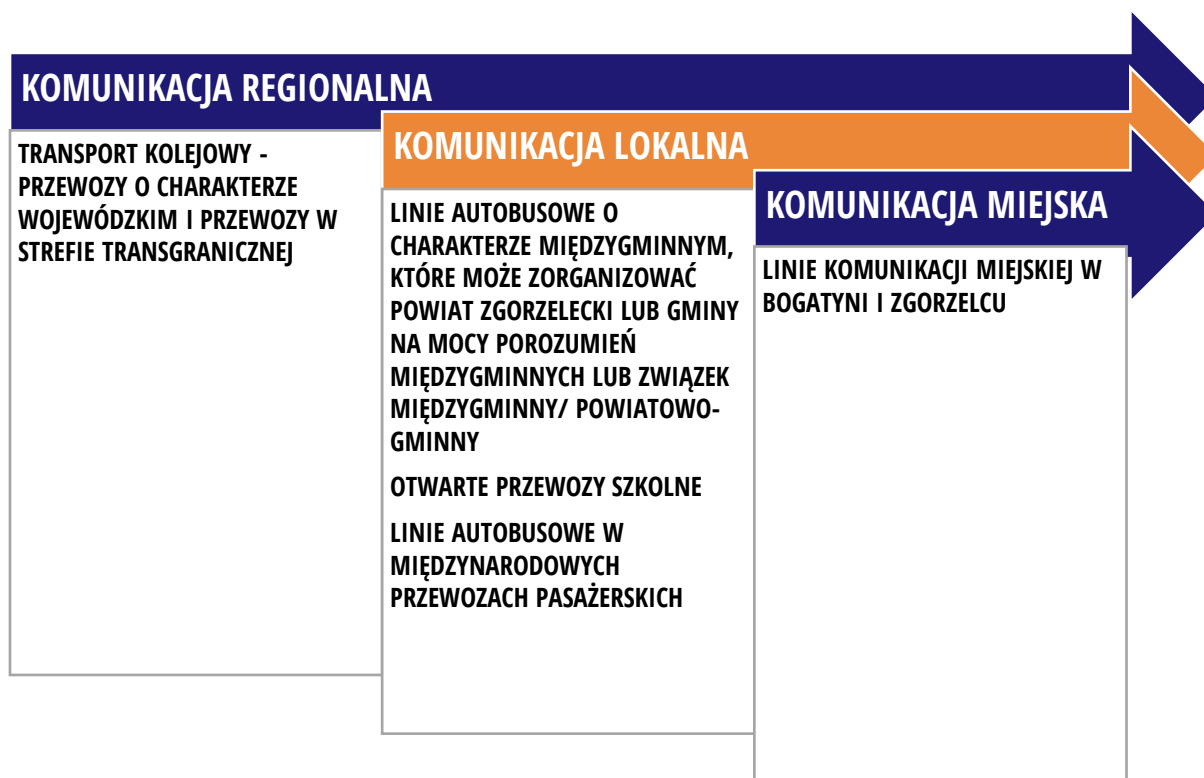 KOMUNIKACJA REGIONALNA
TRANSPORT KOLEJOWY -
PRZEWOZY O CHARAKTERZE
WOJEWÓDZKIM I PRZEWOZY W
STREFIE TRANSGRANICZNEJ
KOMUNIKACJA LOKALNA
LINIE AUTOBUSOWE O
CHARAKTERZE MIĘDZYGMINNYM,
KTÓRE MOŻE ZORGANIZOWAĆ
POWIAT ZGORZELECKI LUB GMINY
NA MOCY POROZUMIEŃ
MIĘDZYGMINNYCH LUB ZWIĄZEK
MIĘDZYGMINNY/ POWIATOWO-
GMINNY
OTWARTE PRZEWOZY SZKOLNE
LINIE AUTOBUSOWE W
MIĘDZYNARODOWYCH
PRZEWOZACH PASAŻERSKICH
KOMUNIKACJA MIEJSKA
LINIE KOMUNIKACJI MIEJSKIEJ W
BOGATYNI I ZGORZELCU